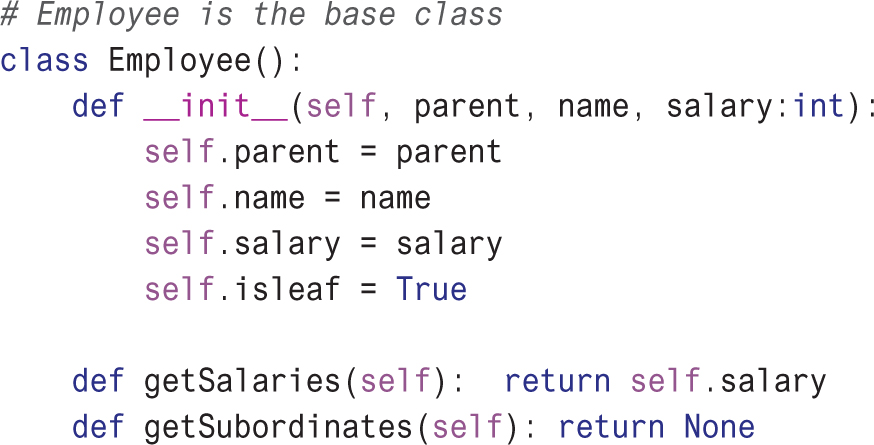 # Employee is the base class
class Employee():
    def __init__(self, parent, name, salary:int):
        self.parent = parent
        self.name = name
        self.salary = salary
        self.isleaf = True

    def getSalaries(self):  return self.salary
    def getSubordinates(self): return None